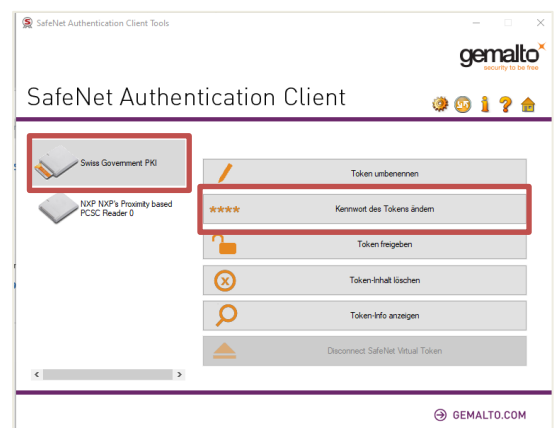 SafeNet Authentication Client Tools
gemalto
security to be free
SafeNet Authentication Client
Swiss Government PKI
NXP NXP's Proximity based
PCSC Reader 0
Token umbenennen
**** Kennwort des Tokens ändern
Token freigeben
Token-Inhalt löschen
Token-Info anzeigen
Disconnect SafeNet Virtual Token
GEMALTO.COM